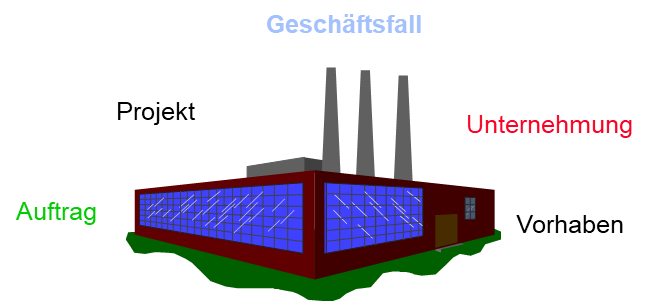 Geschäftsfall
Projekt
Unternehmung
Auftrag
Vorhaben